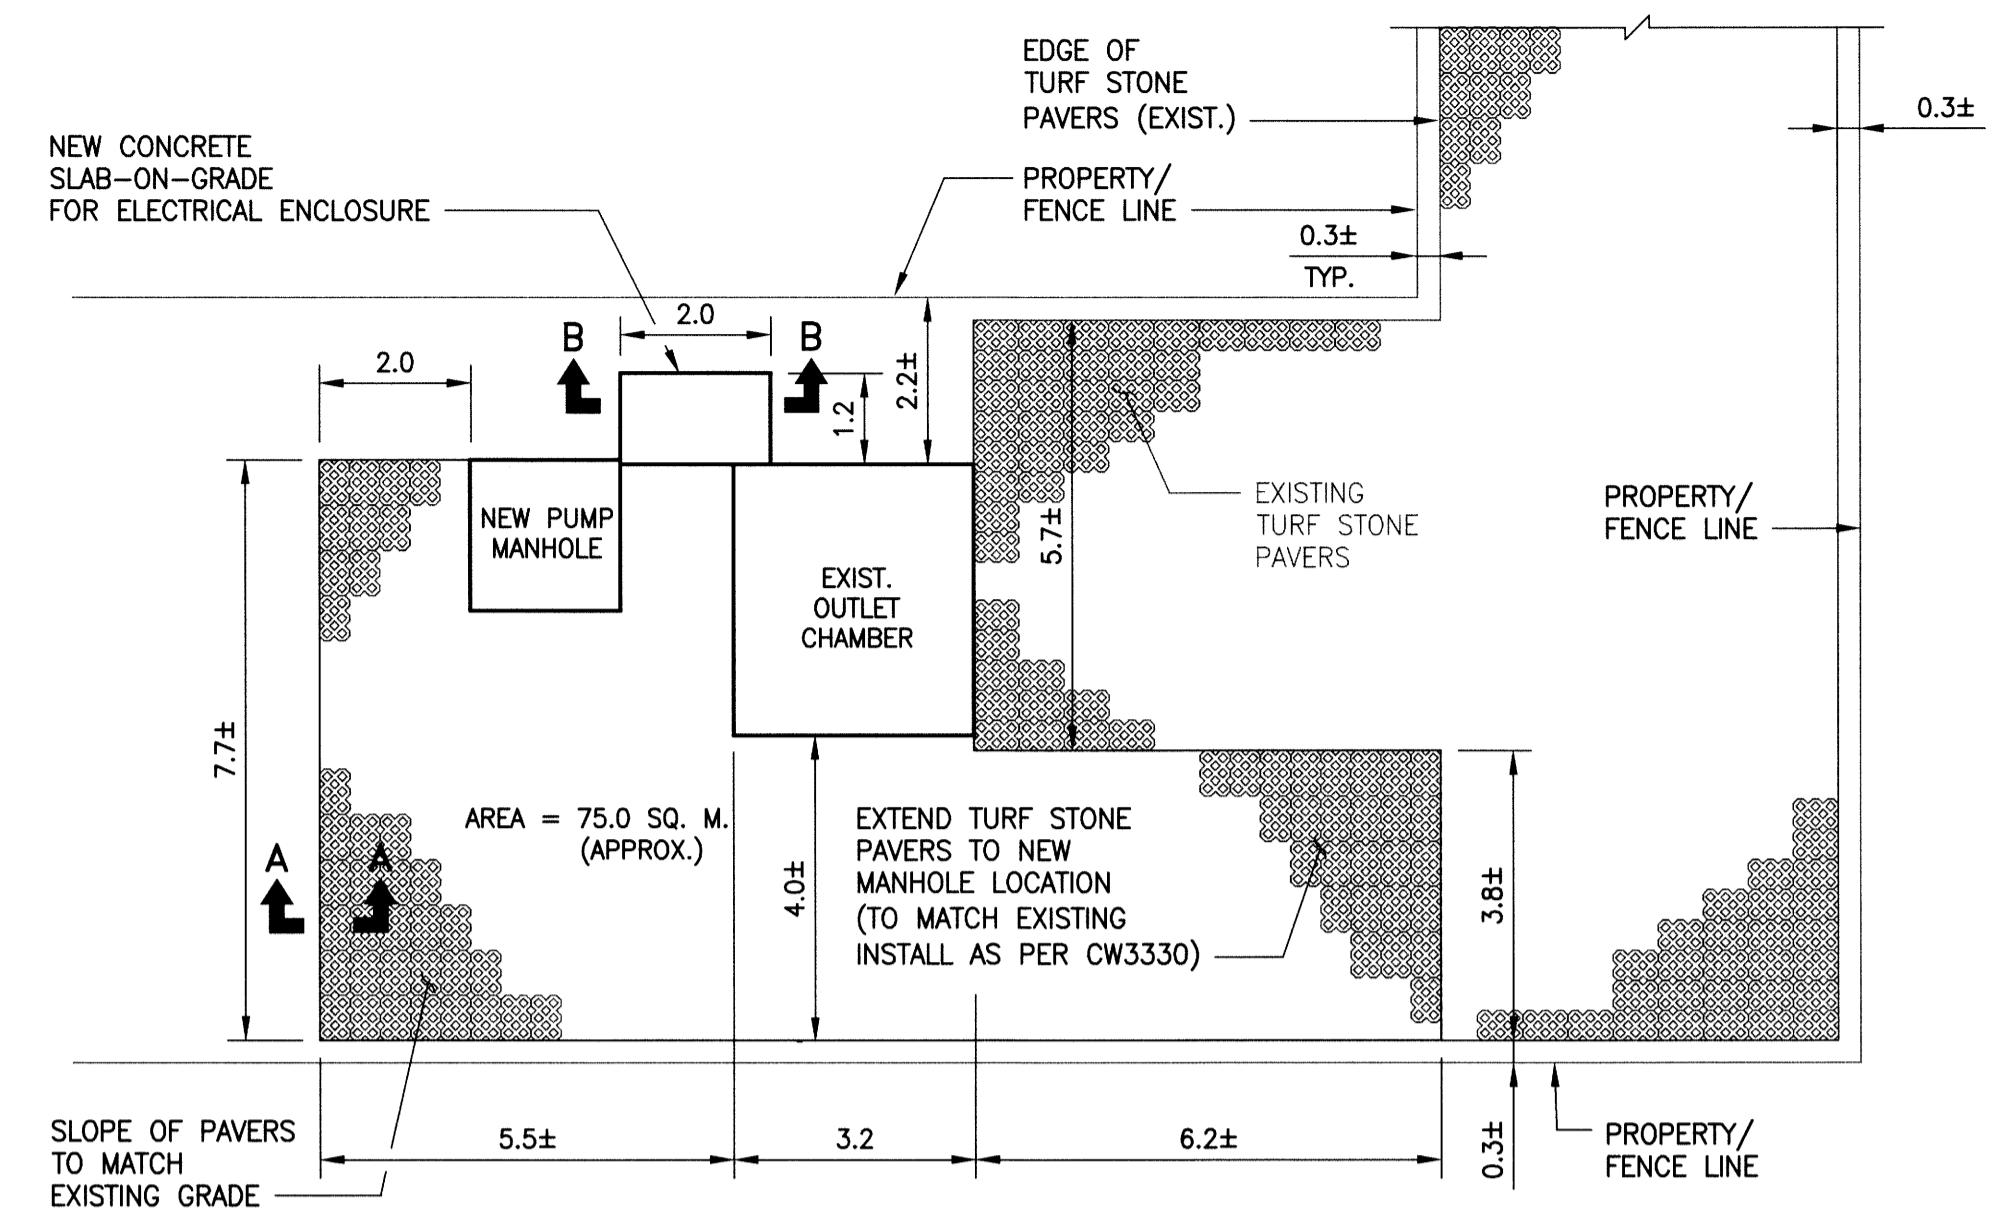 EDGE OF
TURF STONE
PAVERS (EXIST.)
0.3±
NEW CONCRETE
SLAB-ON-GRADE
FOR ELECTRICAL ENCLOSURE
PROPERTY/
FENCE LINE
0.3±
TYP.
2.0
B
B
2.0
2.2±
1.2
NEW PUMP
MANHOLE
EXIST.
OUTLET
CHAMBER
5.7±
EXISTING
TURF STONE
PAVERS
PROPERTY/
FENCE LINE
7.7±
AREA = 75.0 SQ. M.
(APPROX.)
4.0±
EXTEND TURF STONE
PAVERS TO NEW
MANHOLE LOCATION
(TO MATCH EXISTING
INSTALL AS PER CW3330)
3.8±
A
A
SLOPE OF PAVERS
TO MATCH
EXISTING GRADE
5.5±
3.2
6.2±
0.3±
PROPERTY/
FENCE LINE